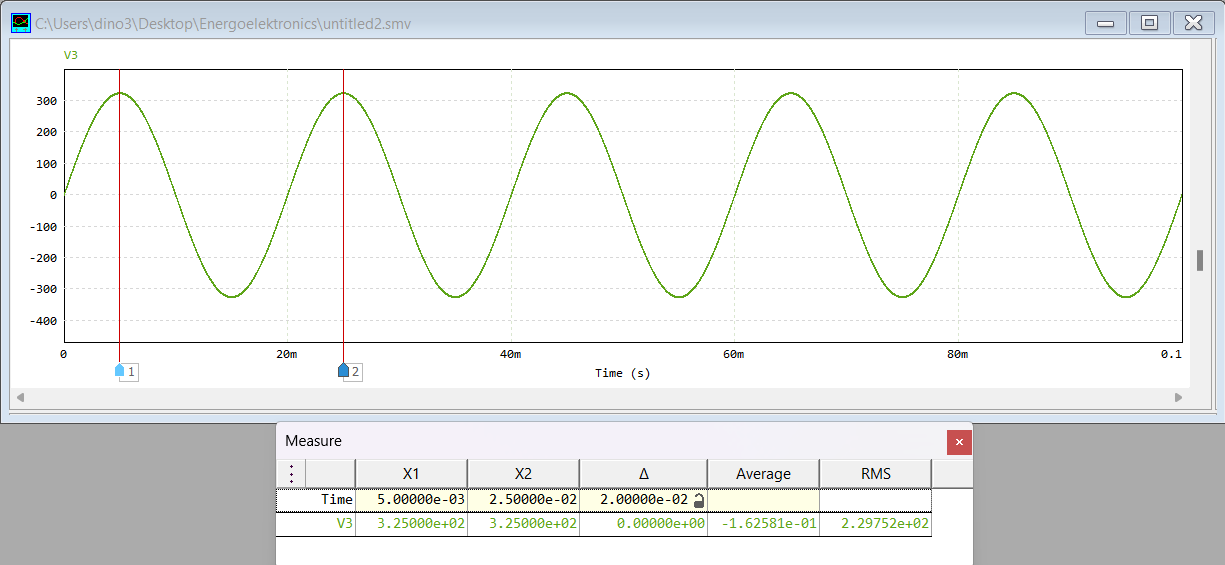 C:\Users\dino3\Desktop\Energoelektronics\untitled2.smv
V3
300
200
100
0
-100
-200
-300
-400
0 20m 40m 60m 80m 0.1
1 2
Time (s)
Measure
X1 X2 Δ Average RMS
Time 5.00000e-03 2.50000e-02 2.00000e-02
V3 3.25000e+02 3.25000e+02 0.00000e+00 -1.62581e-01 2.29752e+02